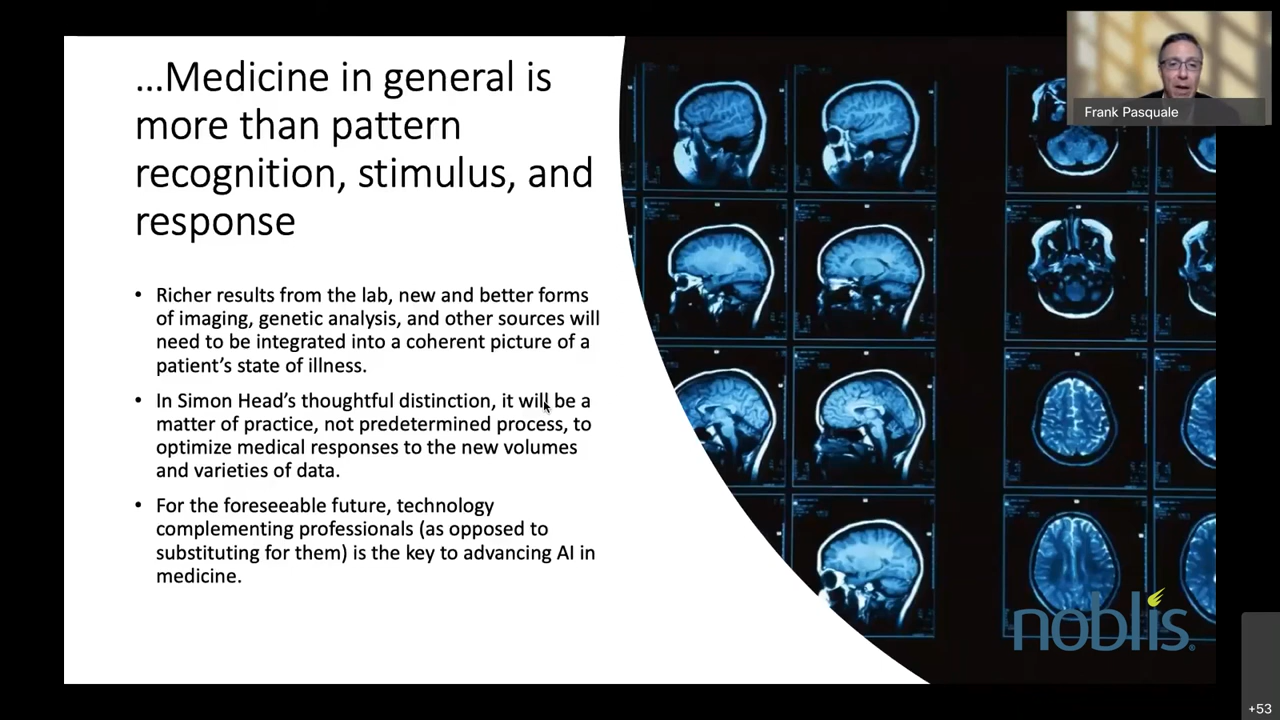 ...Medicine in general is
more than pattern
recognition, stimulus, and
response
• Richer results from the lab, new and better forms
of imaging, genetic analysis, and other sources will
need to be integrated into a coherent picture of a
patient's state of illness.
• In Simon Head's thoughtful distinction, it will be a
matter of practice, not predetermined process, to
optimize medical responses to the new volumes
and varieties of data.
• For the foreseeable future, technology
complementing professionals (as opposed to
substituting for them) is the key to advancing AI in
medicine.
Frank Pasquale
noblis®
+53